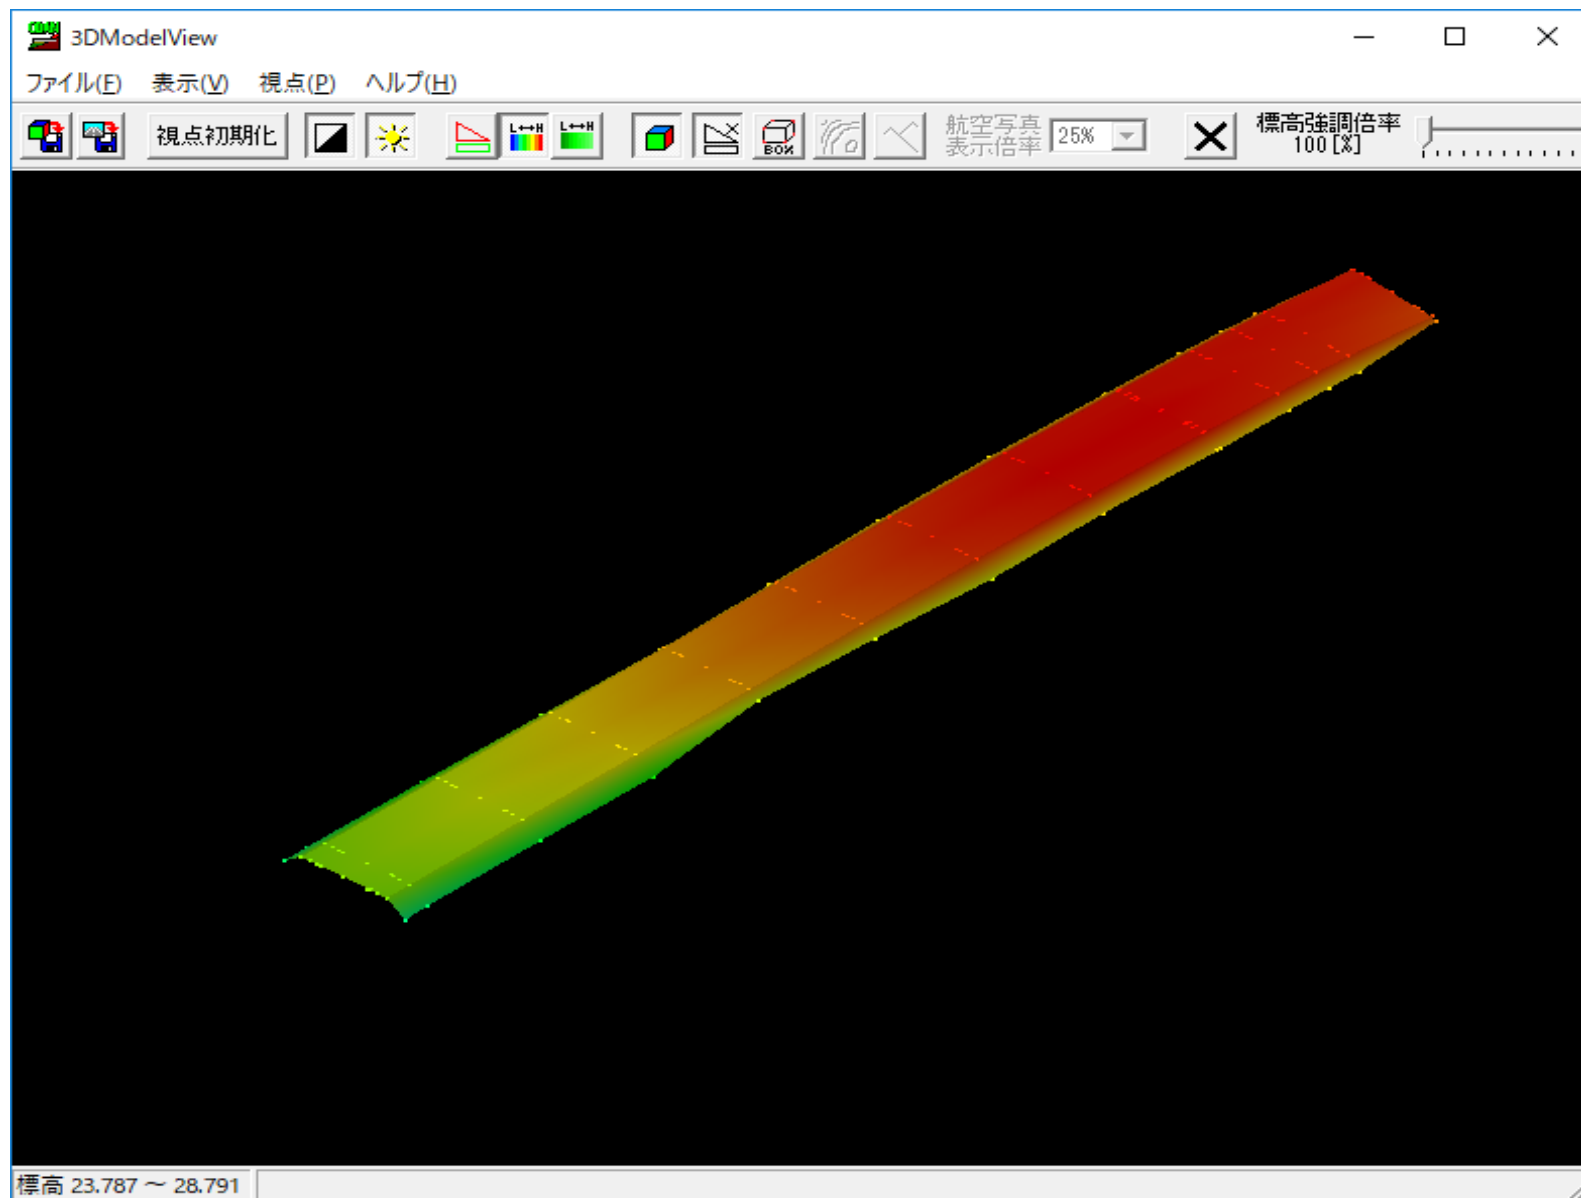 3DModelView
ファイル(F) 表示(V) 視点(P) ヘルプ(H)
視点初期化
L↔H
L↔H
BOX
航空写真
表示倍率
25%
標高強調倍率
100 [%]
標高 23.787 ～ 28.791